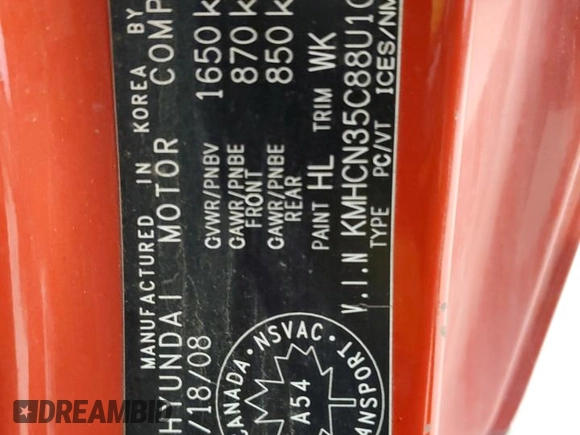 MANUFACTURED IN KOREA BY
HYUNDAI MOTOR COMP
/18/08
GVWR/PNBV 1650 k
GAWR/PNBE FRONT 870 k
GAWR/PNBE REAR 850 k
PAINT HL TRIM WK
V.I.N KMHCN35C88U10
TYPE PC/VT ICES/NM
CANADA NSVAC
A54
ANSPORT
DREAMBID